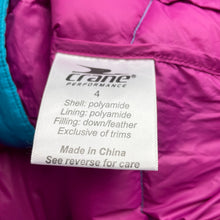 crane®
PERFORMANCE
4
Shell: polyamide
Lining: polyamide
Filling: down/feather
Exclusive of trims
Made in China
See reverse for care